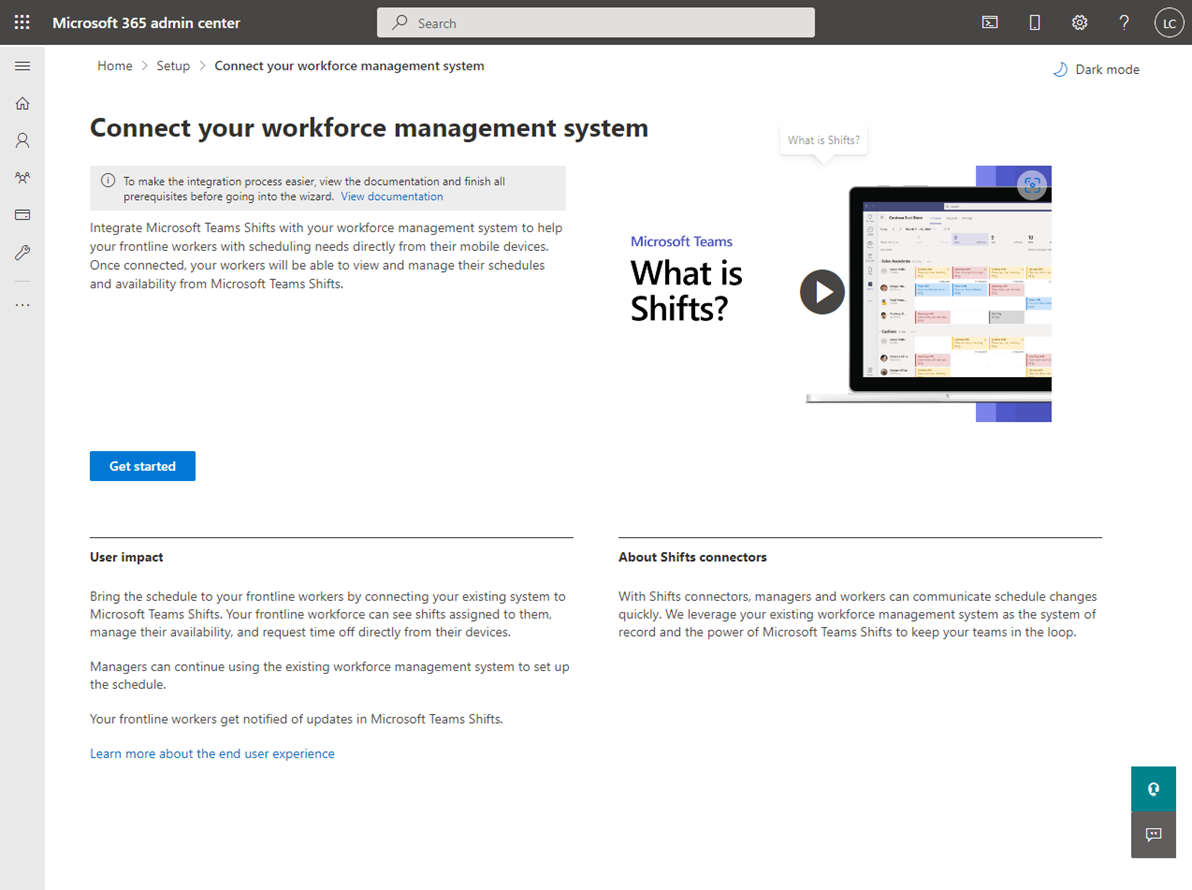 Microsoft 365 admin center
Search
LC
Home > Setup > Connect your workforce management system
Dark mode
Connect your workforce management system
To make the integration process easier, view the documentation and finish all
prerequisites before going into the wizard. View documentation
Integrate Microsoft Teams Shifts with your workforce management system to help
your frontline workers with scheduling needs directly from their mobile devices.
Once connected, your workers will be able to view and manage their schedules
and availability from Microsoft Teams Shifts.
What is Shifts?
Microsoft Teams
What is
Shifts?
Get started
User impact
Bring the schedule to your frontline workers by connecting your existing system to
Microsoft Teams Shifts. Your frontline workforce can see shifts assigned to them,
manage their availability, and request time off directly from their devices.
Managers can continue using the existing workforce management system to set up
the schedule.
Your frontline workers get notified of updates in Microsoft Teams Shifts.
Learn more about the end user experience
About Shifts connectors
With Shifts connectors, managers and workers can communicate schedule changes
quickly. We leverage your existing workforce management system as the system of
record and the power of Microsoft Teams Shifts to keep your teams in the loop.